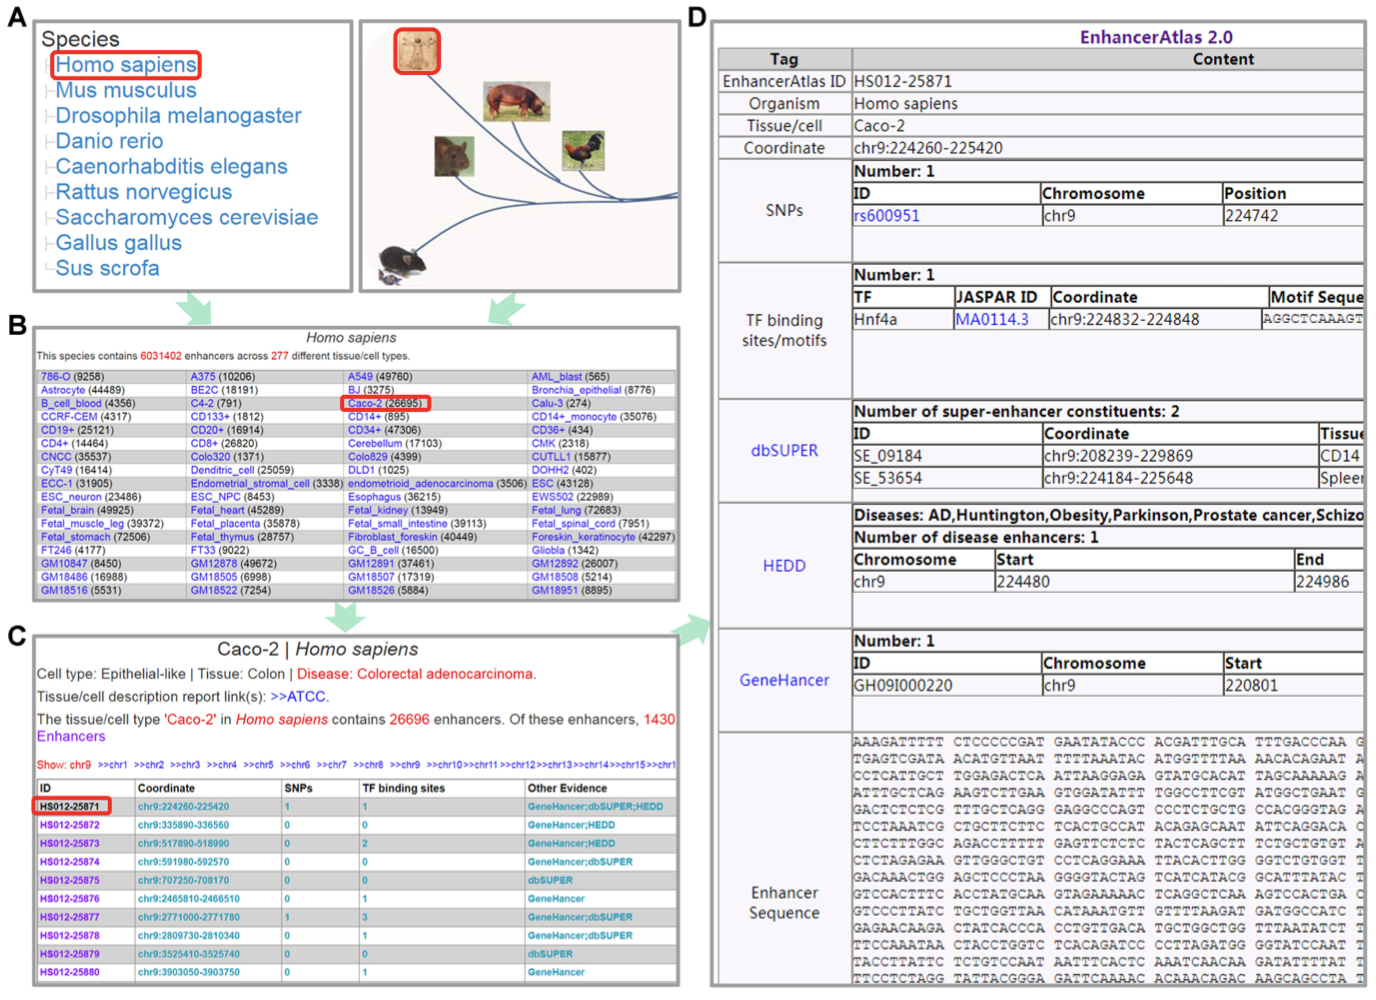 A
Species
Homo sapiens
Mus musculus
Drosophila melanogaster
Danio rerio
Caenorhabditis elegans
Rattus norvegicus
Saccharomyces cerevisiae
Gallus gallus
Sus scrofa
B
Homo sapiens
This species contains 6031402 enhancers across 277 different tissue/cell types.
786-O (9258) A375 (10206) A549 (49760) AML_blast (565)
Astrocyte (44489) BE2C (18191) BJ (3275) Bronchia_epithelial (8776)
B_cell_blood (4356) C4-2 (791) Caco-2 (26695) Calu-3 (274)
CCRF-CEM (4317) CD133+ (1812) CD14+ (895) CD14+_monocyte (35076)
CD19+ (25121) CD20+ (16914) CD34+ (47306) CD36+ (434)
CD4+ (14464) CD8+ (26820) Cerebellum (17103) CMK (2318)
CNCC (35537) Colo320 (1371) Colo829 (4399) CUTLL1 (15877)
CyT49 (16414) Denditric_cell (25059) DLD1 (1025) DOHH2 (402)
ECC-1 (31905) Endometrial_stromal_cell (3338) endometrioid_adenocarcinoma (3506) ESC (43128)
ESC_neuron (23486) ESC_NPC (8453) Esophagus (36215) EWS502 (22989)
Fetal_brain (49925) Fetal_heart (45289) Fetal_kidney (13949) Fetal_lung (72683)
Fetal_muscle_leg (39372) Fetal_placenta (35878) Fetal_small_intestine (39113) Fetal_spinal_cord (7951)
Fetal_stomach (72506) Fetal_thymus (28757) Fibroblast_foreskin (40449) Foreskin_keratinocyte (42297)
FT246 (4177) FT33 (9022) GC_B_cell (16500) Gliobla (1342)
GM10847 (8450) GM12878 (49672) GM12891 (37461) GM12892 (26007)
GM18486 (16988) GM18505 (6998) GM18507 (17319) GM18508 (5214)
GM18516 (5531) GM18522 (7254) GM18526 (5884) GM18951 (8895)
C
Caco-2 | Homo sapiens
Cell type: Epithelial-like | Tissue: Colon | Disease: Colorectal adenocarcinoma.
Tissue/cell description report link(s): >>ATCC.
The tissue/cell type 'Caco-2' in Homo sapiens contains 26696 enhancers. Of these enhancers, 1430
Enhancers
Show: chr9 >>chr1 >>chr2 >>chr3 >>chr4 >>chr5 >>chr6 >>chr7 >>chr8 >>chr9 >>chr10>>chr11 >>chr12>>chr13>>chr14>>chr15>>chr1
ID Coordinate SNPs TF binding sites Other Evidence
HS012-25871 chr9:224260-225420 1 1 GeneHancer;dbSUPER;HEDD
HS012-25872 chr9:335890-336560 0 0 GeneHancer;HEDD
HS012-25873 chr9:517890-518990 0 2 GeneHancer;HEDD
HS012-25874 chr9:591980-592570 0 0 GeneHancer;dbSUPER
HS012-25875 chr9:707250-708170 0 0 dbSUPER
HS012-25876 chr9:2465810-2466510 0 1 GeneHancer
HS012-25877 chr9:2771000-2771780 1 3 GeneHancer;dbSUPER
HS012-25878 chr9:2809730-2810340 0 1 GeneHancer;dbSUPER
HS012-25879 chr9:3525410-3525740 0 0 dbSUPER
HS012-25880 chr9:3903050-3903750 0 1 GeneHancer
D
EnhancerAtlas 2.0
Tag Content
EnhancerAtlas ID HS012-25871
Organism Homo sapiens
Tissue/cell Caco-2
Coordinate chr9:224260-225420
SNPs
Number: 1
ID Chromosome Position
rs600951 chr9 224742
TF binding
sites/motifs
Number: 1
TF JASPAR ID Coordinate Motif Seque
Hnf4a MA0114.3 chr9:224832-224848 AGGCTCAAAGT
dbSUPER
Number of super-enhancer constituents: 2
ID Coordinate Tissue
SE_09184 chr9:208239-229869 CD14
SE_53654 chr9:224184-225648 Spleen
HEDD
Diseases: AD,Huntington,Obesity,Parkinson,Prostate cancer,Schizo
Number of disease enhancers: 1
Chromosome Start End
chr9 224480 224986
GeneHancer
Number: 1
ID Chromosome Start
GH09I000220 chr9 220801
Enhancer
Sequence
AAAGATTTTT CTCCCCCGAT GAATATACCC ACGATTTGCA TTTGACCCAA G
TGAGTCGATA ACATGTTAAT TTTTAAATAC ATGGTTTTAA AACACAGAAT A
CCTCATTGCT TGGAGACTCA ATTAAGGAGA GTATGCACAT TAGCAAAAAG A
ATTTGCTCAG AAGTCTTGAA GTGGATATTT TGGCCTTCGT ATGGCTGAAT G
GACTCTCTCG TTTGCTCAGG GAGGCCCAGT CCCTCTGCTG CCACGGGTAG A
TCCTAAATCG CTGCTTCTTC TCACTGCCAT ACAGAGCAAT ATTCAGGACA C
CTTCTTTGGC AGACCTTTTT GAGTTCTCTC CTACTCAGCTT TCTGCTGTGT A
CTCTAGAGAA GTTGGGCTGT CCCTCAGGAAA TTACACTTGG GGTCTGTGGT T
GACAAACTGG AGCTCCCTAA GGGGTACTAG TCATCATACG GCATTTATAC T
GTCCACTTTC ACCTATGCAA GTAGAAAAAC TCAGGCTCAA AGTCCACTGA C
GTCCCTTATC TGCTGGTTAA CATAAATGTT GTTTTAAGAT GATGGCCATC T
GAGAACAAGA CTATCACCCA CCTGTTGACA TGCTGGCTGG TTTAATATCT T
TTCCAAATAA CTACCTGGTC TCACAGATCC CCTTAGATGG GGTATCCAAT T
TACCTTATTC TCTGTCCAAT AATTTCACTC AAATCAACAA GATATTTTAT T
TTCCTCTAGG TATTACGGGA GATTCAAAAC ACAAACAGAC AAGCAGCCTA T